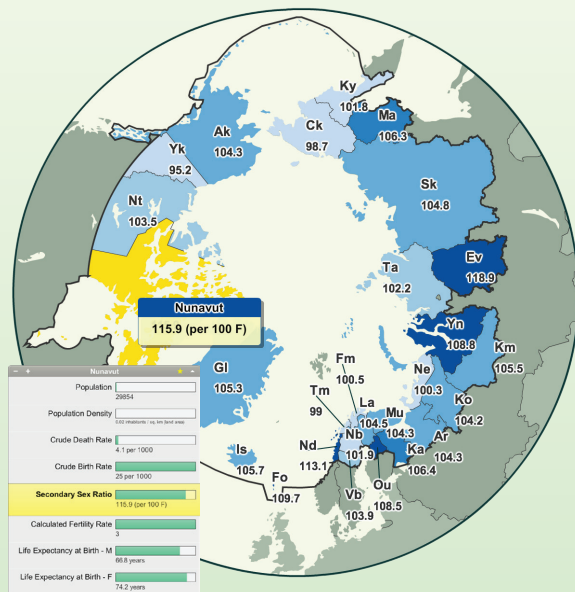 Ky
101.8
Ak
104.3
Ma
106.3
Ck
98.7
Yk
95.2
Sk
104.8
Nt
103.5
Ev
118.9
Ta
102.2
Nunavut
115.9 (per 100 F)
Yn
108.8
Km
105.5
Fm
100.5
Gl
105.3
Ne
100.3
Tm
99
La
104.5
Mu
104.3
Ko
104.2
Nb
101.9
Ar
104.3
Is
105.7
Nd
113.1
Ka
106.4
Fo
109.7
Vb
103.9
Ou
108.5
- + Nunavut
Population
29854
Population Density
0.02 inhabitants / sq. km (land area)
Crude Death Rate
4.1 per 1000
Crude Birth Rate
25 per 1000
Secondary Sex Ratio
115.9 (per 100 F)
Calculated Fertility Rate
3
Life Expectancy at Birth - M
66.8 years
Life Expectancy at Birth - F
74.2 years